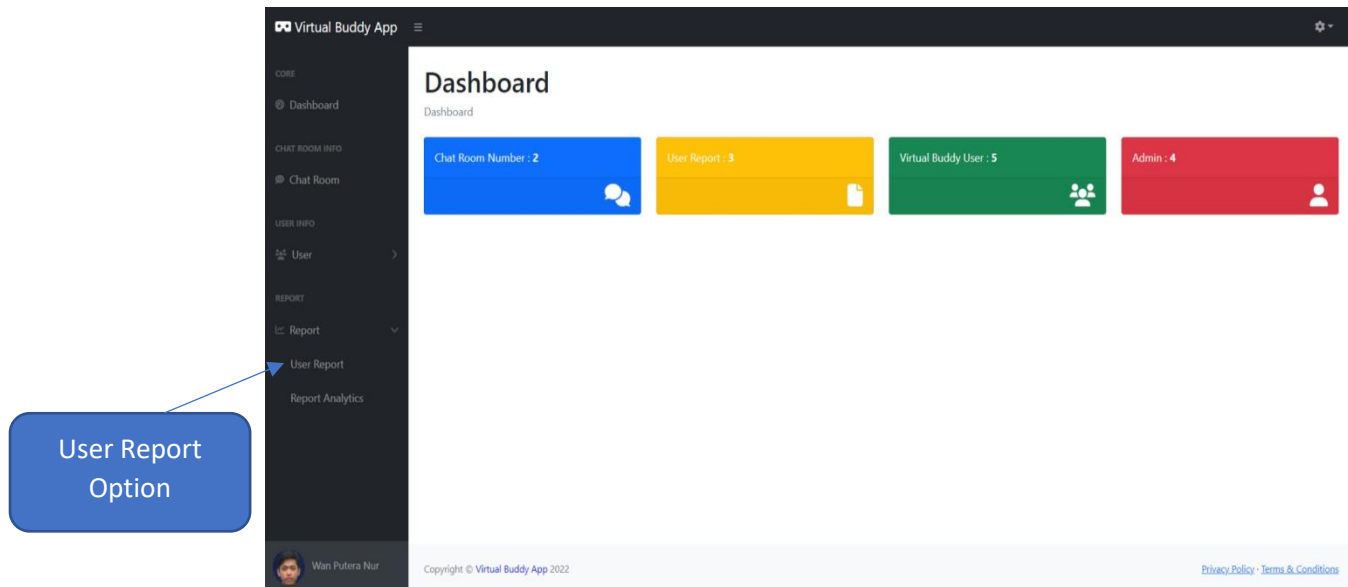 Virtual Buddy App
CORE
Dashboard
CHAT ROOM INFO
Chat Room
USER INFO
User
REPORT
Report
User Report
Report Analytics
Wan Putera Nur
Dashboard
Dashboard
Chat Room Number : 2
User Report : 3
Virtual Buddy User : 5
Admin : 4
Copyright © Virtual Buddy App 2022
Privacy Policy · Terms & Conditions
User Report
Option